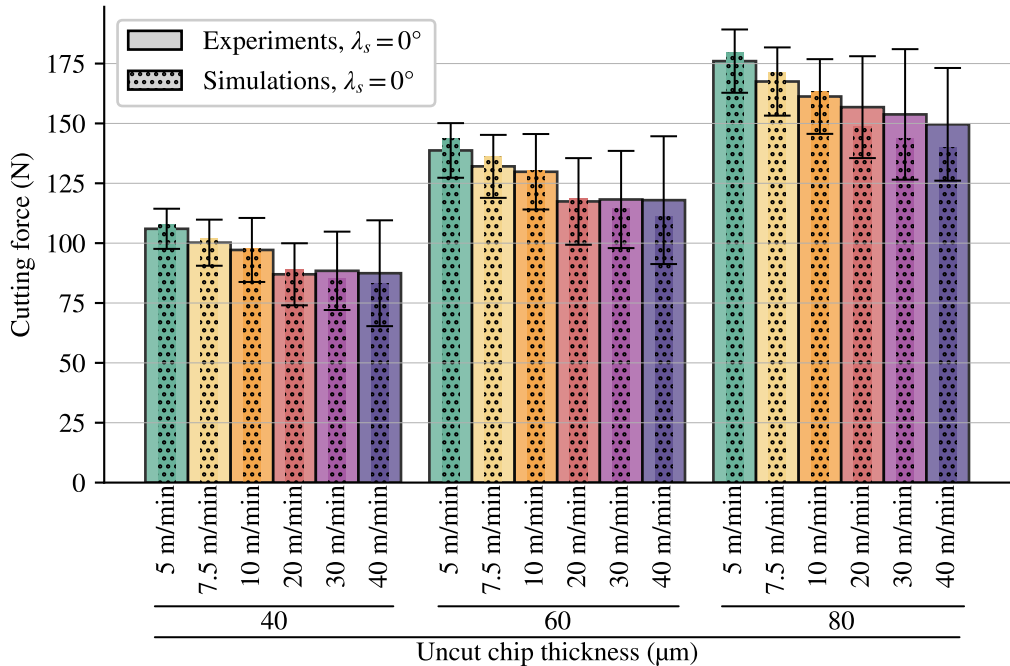 Experiments, λₛ = 0°
Simulations, λₛ = 0°
Cutting force (N)
175
150
125
100
75
50
25
0
5 m/min
7.5 m/min
10 m/min
20 m/min
30 m/min
40 m/min
5 m/min
7.5 m/min
10 m/min
20 m/min
30 m/min
40 m/min
5 m/min
7.5 m/min
10 m/min
20 m/min
30 m/min
40 m/min
40
60
80
Uncut chip thickness (µm)